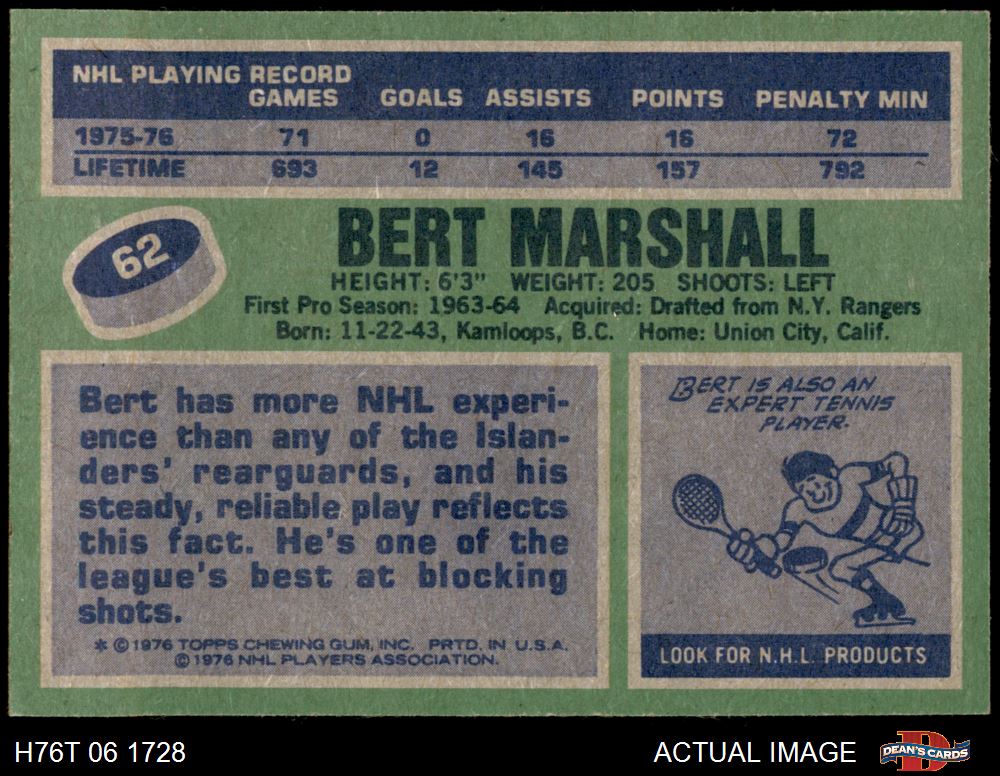 NHL PLAYING RECORD
GAMES GOALS ASSISTS POINTS PENALTY MIN
1975-76 71 0 16 16 72
LIFETIME 693 12 145 157 792
62
BERT MARSHALL
HEIGHT: 6'3" WEIGHT: 205 SHOOTS: LEFT
First Pro Season: 1963-64 Acquired: Drafted from N.Y. Rangers
Born: 11-22-43, Kamloops, B.C. Home: Union City, Calif.
Bert has more NHL experi-
ence than any of the Islan-
ders' rearguards, and his
steady, reliable play reflects
this fact. He's one of the
league's best at blocking
shots.
* © 1976 TOPPS CHEWING GUM, INC. PRTD. IN U.S.A.
© 1976 NHL PLAYERS ASSOCIATION.
BERT IS ALSO AN
EXPERT TENNIS
PLAYER.
LOOK FOR N.H.L. PRODUCTS
H76T 06 1728
ACTUAL IMAGE
D
DEAN'S CARDS